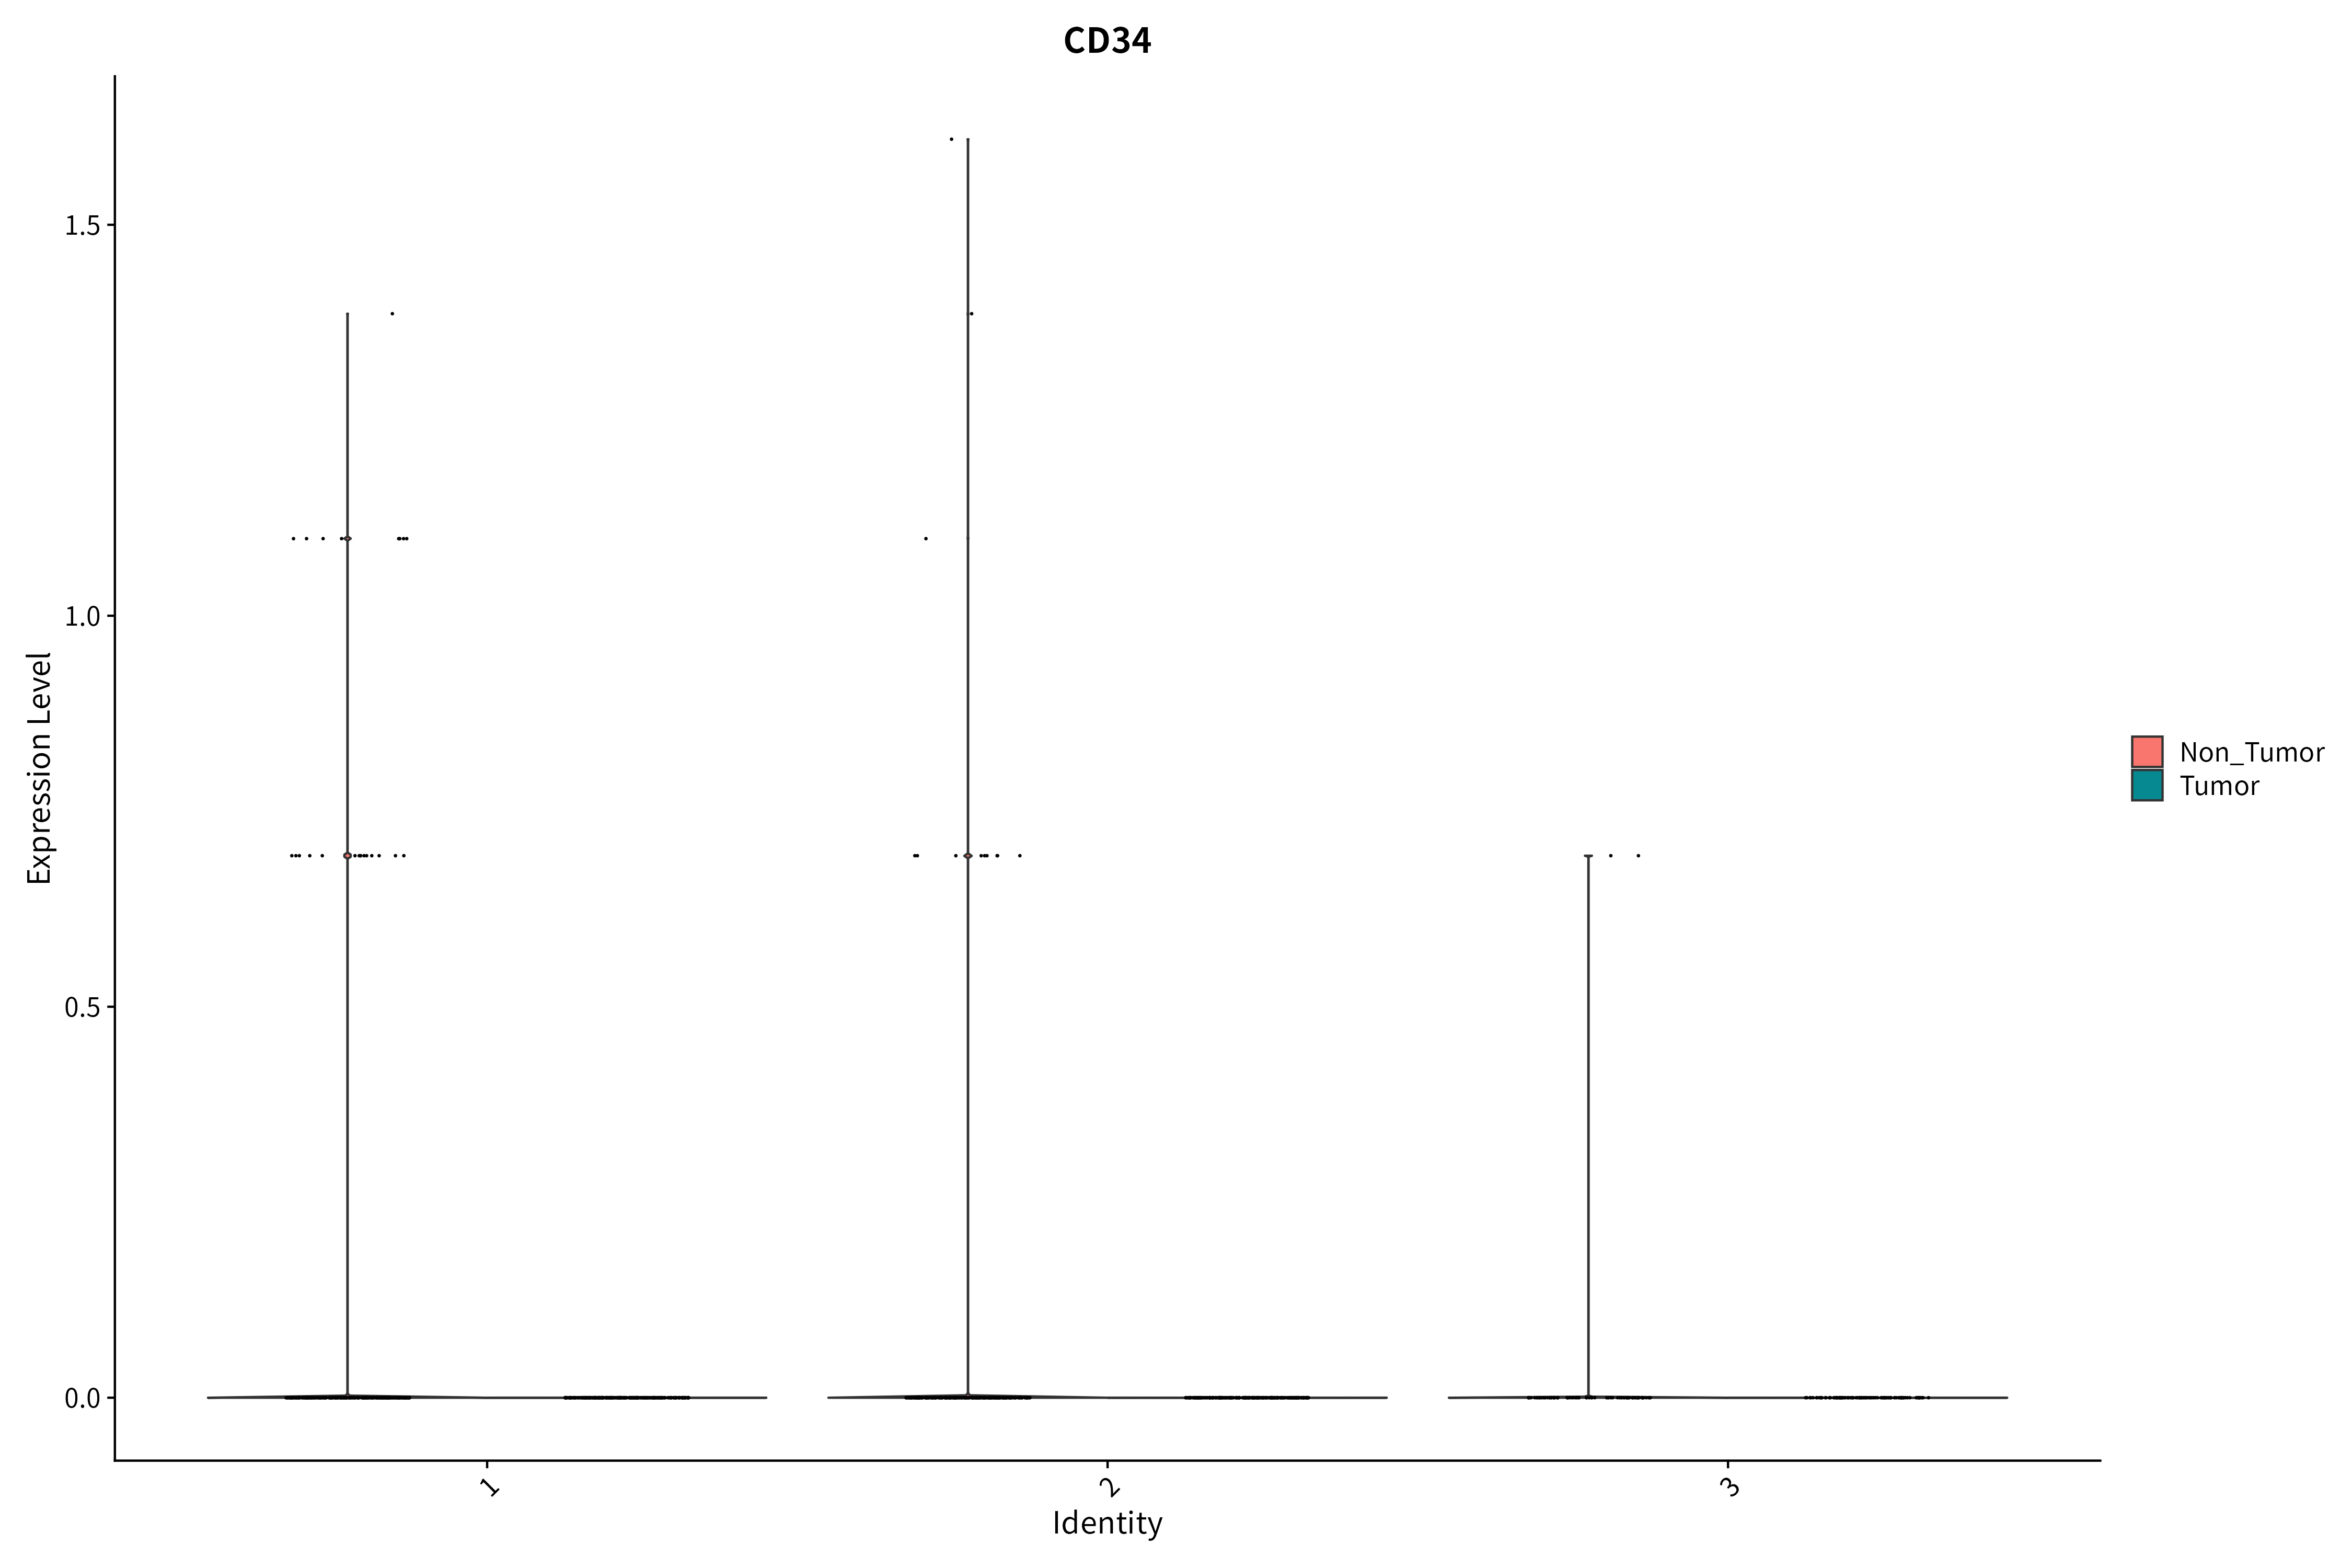 CD34
Expression Level
1.5
1.0
0.5
0.0
1
2
3
Identity
Non_Tumor
Tumor